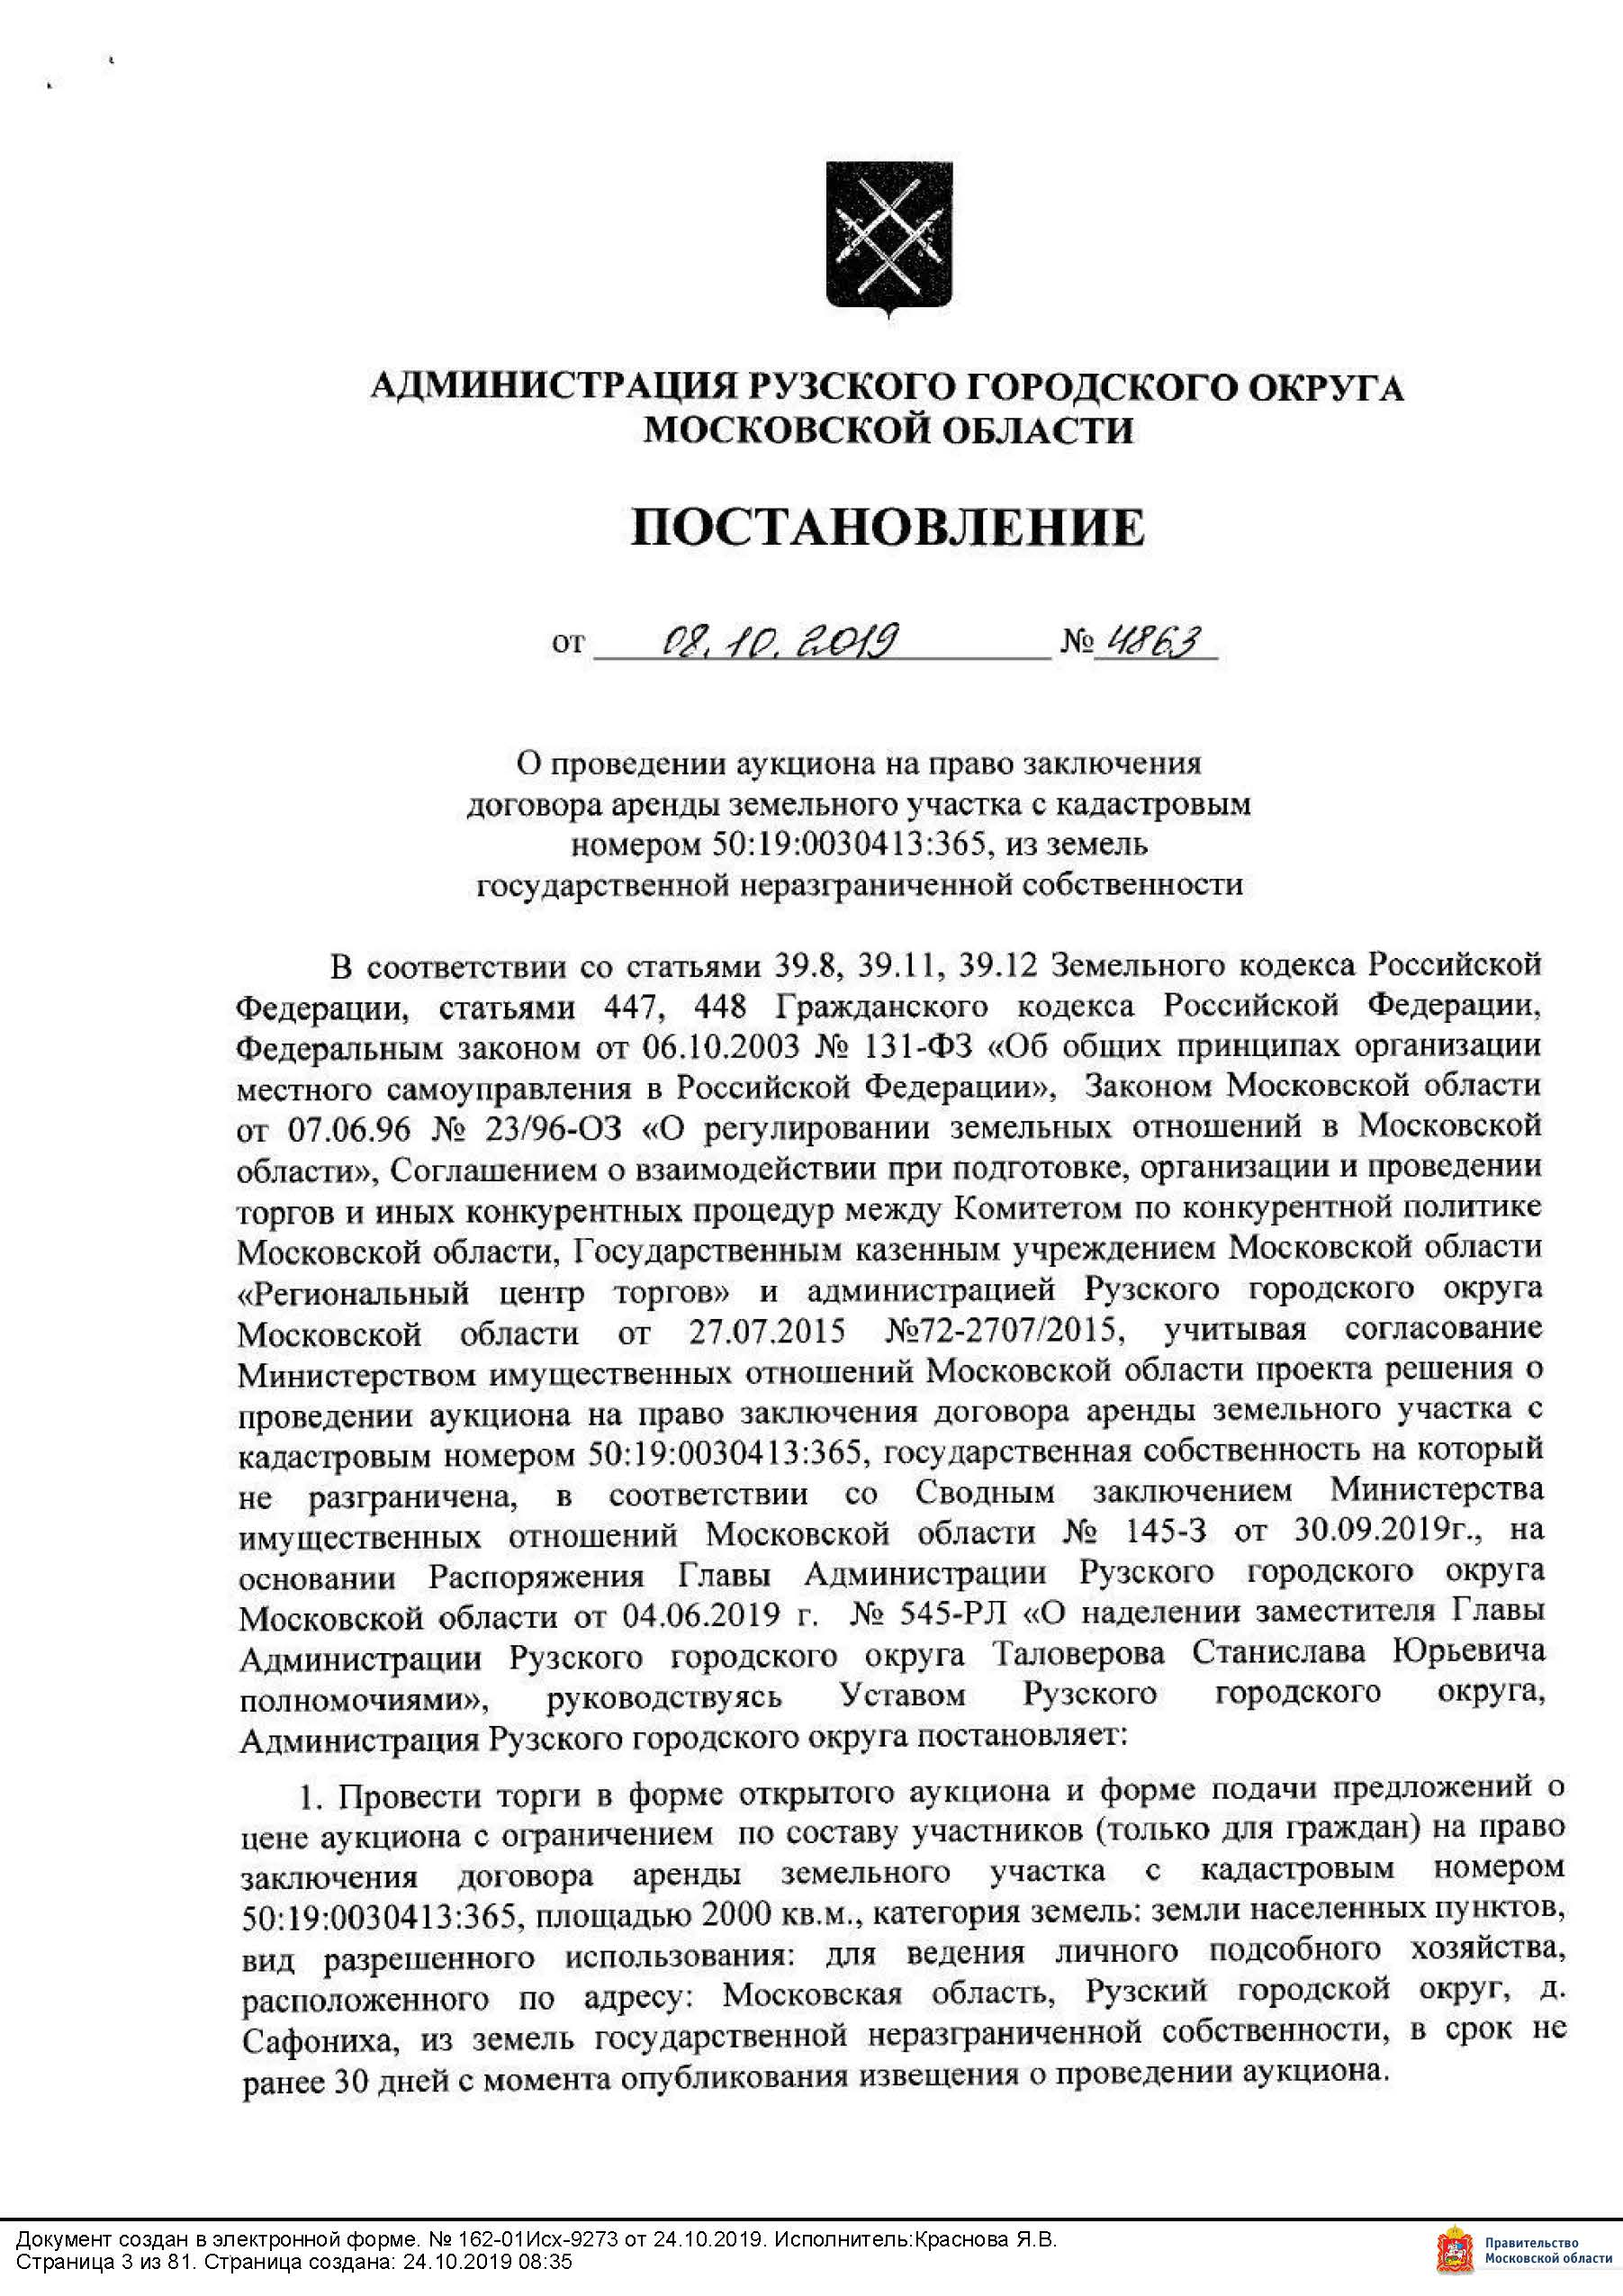 АДМИНИСТРАЦИЯ РУЗСКОГО ГОРОДСКОГО ОКРУГА
МОСКОВСКОЙ ОБЛАСТИ
ПОСТАНОВЛЕНИЕ
от 08.10.2019 № 4863
О проведении аукциона на право заключения
договора аренды земельного участка с кадастровым
номером 50:19:0030413:365, из земель
государственной неразграниченной собственности
В соответствии со статьями 39.8, 39.11, 39.12 Земельного кодекса Российской
Федерации, статьями 447, 448 Гражданского кодекса Российской Федерации,
Федеральным законом от 06.10.2003 № 131-ФЗ «Об общих принципах организации
местного самоуправления в Российской Федерации», Законом Московской области
от 07.06.96 № 23/96-ОЗ «О регулировании земельных отношений в Московской
области», Соглашением о взаимодействии при подготовке, организации и проведении
торгов и иных конкурентных процедур между Комитетом по конкурентной политике
Московской области, Государственным казенным учреждением Московской области
«Региональный центр торгов» и администрацией Рузского городского округа
Московской области от 27.07.2015 №72-2707/2015, учитывая согласование
Министерством имущественных отношений Московской области проекта решения о
проведении аукциона на право заключения договора аренды земельного участка с
кадастровым номером 50:19:0030413:365, государственная собственность на который
не разграничена, в соответствии со Сводным заключением Министерства
имущественных отношений Московской области № 145-З от 30.09.2019г., на
основании Распоряжения Главы Администрации Рузского городского округа
Московской области от 04.06.2019 г. № 545-РЛ «О наделении заместителя Главы
Администрации Рузского городского округа Таловерова Станислава Юрьевича
полномочиями», руководствуясь Уставом Рузского городского округа,
Администрация Рузского городского округа постановляет:
1. Провести торги в форме открытого аукциона и форме подачи предложений о
цене аукциона с ограничением по составу участников (только для граждан) на право
заключения договора аренды земельного участка с кадастровым номером
50:19:0030413:365, площадью 2000 кв.м., категория земель: земли населенных пунктов,
вид разрешенного использования: для ведения личного подсобного хозяйства,
расположенного по адресу: Московская область, Рузский городской округ, д.
Сафониха, из земель государственной неразграниченной собственности, в срок не
ранее 30 дней с момента опубликования извещения о проведении аукциона.
Документ создан в электронной форме. № 162-01Исх-9273 от 24.10.2019. Исполнитель:Краснова Я.В.
Страница 3 из 81. Страница создана: 24.10.2019 08:35
Правительство
Московской области